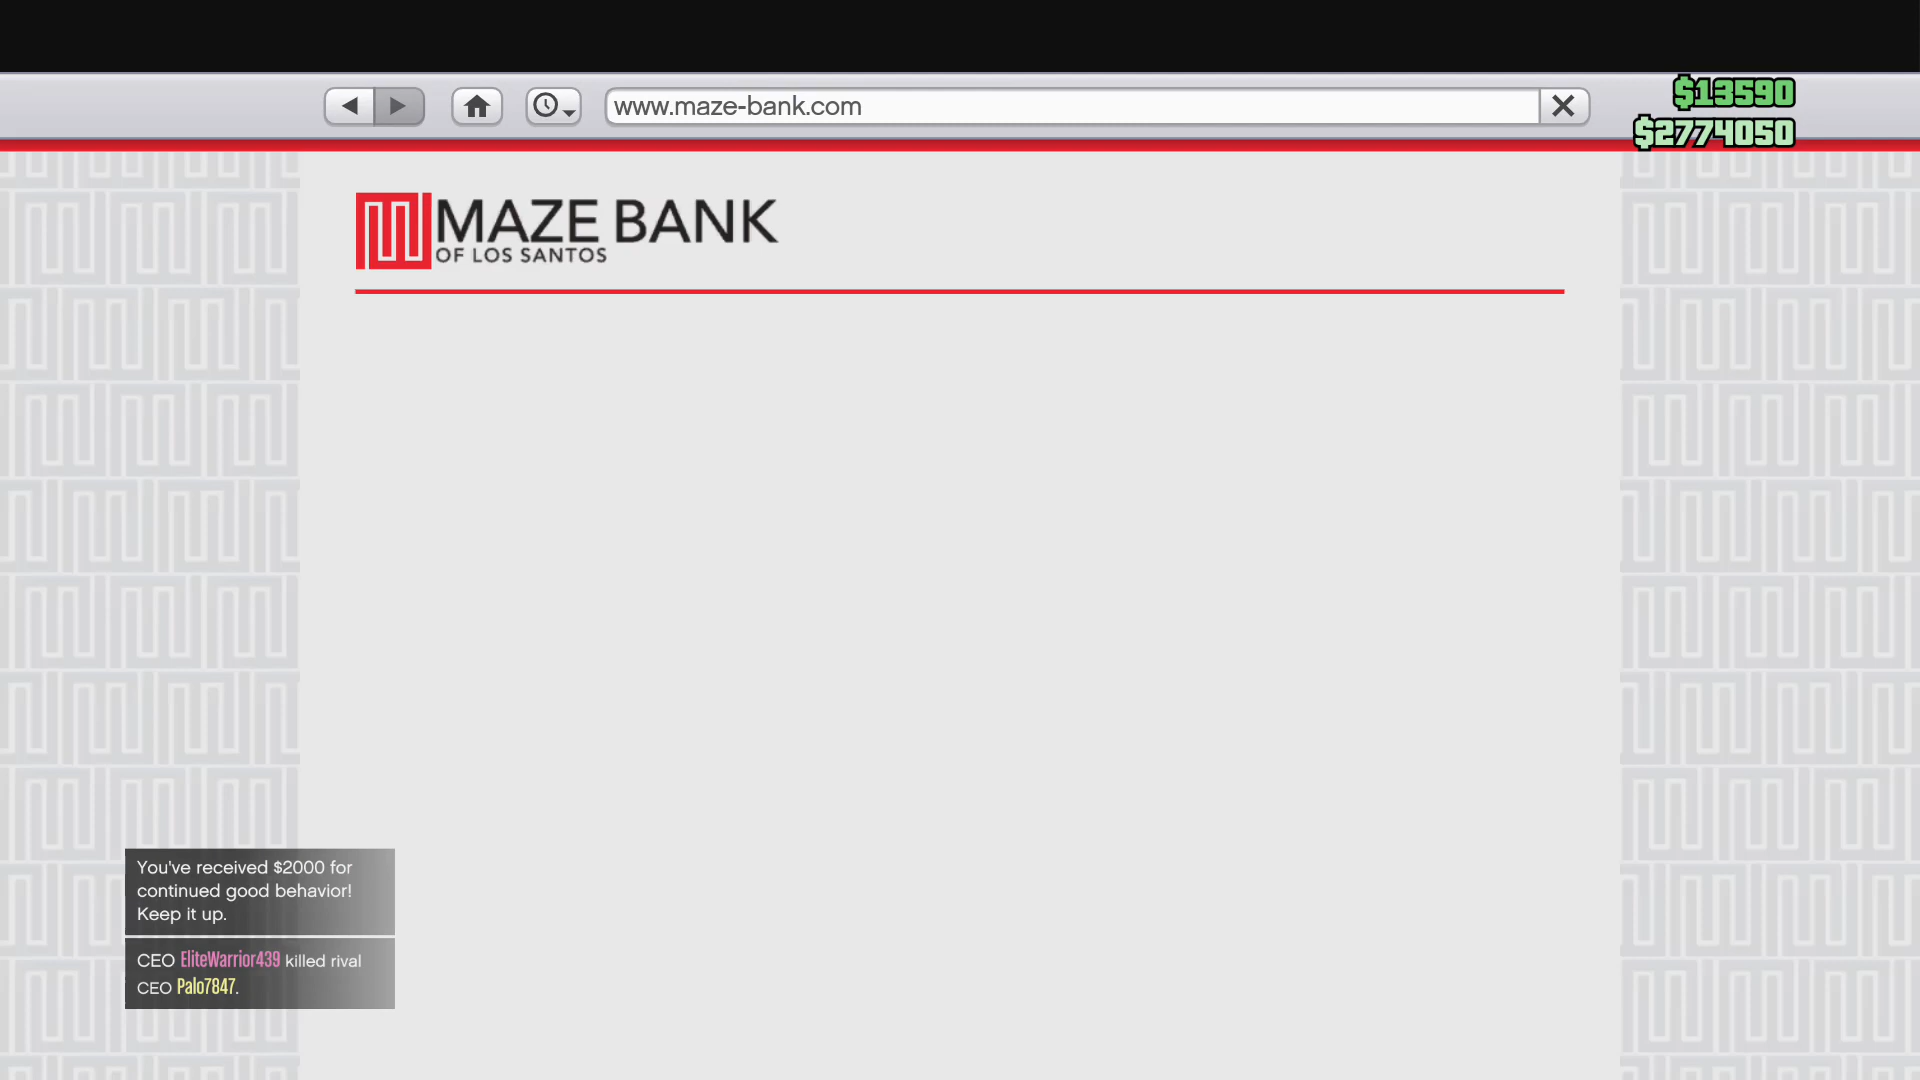 www.maze-bank.com
$13590
$2774050
MAZE BANK
OF LOS SANTOS
You've received $2000 for
continued good behavior!
Keep it up.
CEO EliteWarrior439 killed rival
CEO Palo7847.